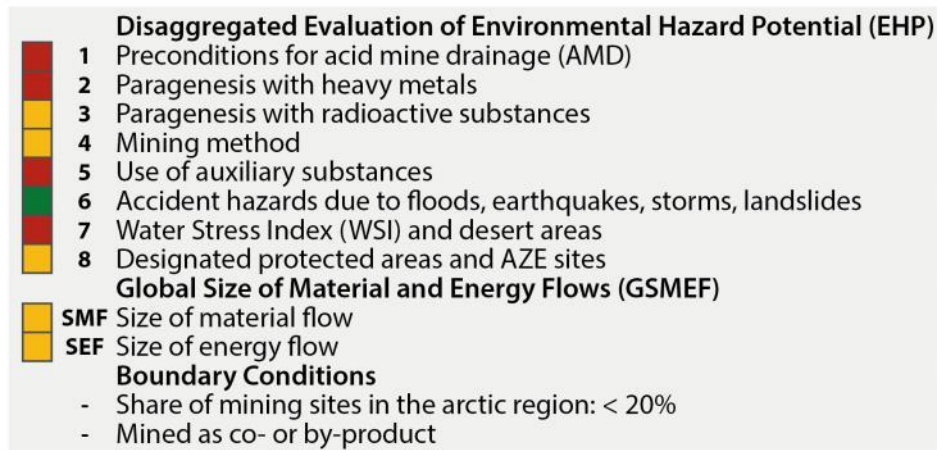 Disaggregated Evaluation of Environmental Hazard Potential (EHP)
1 Preconditions for acid mine drainage (AMD)
2 Paragenesis with heavy metals
3 Paragenesis with radioactive substances
4 Mining method
5 Use of auxiliary substances
6 Accident hazards due to floods, earthquakes, storms, landslides
7 Water Stress Index (WSI) and desert areas
8 Designated protected areas and AZE sites
Global Size of Material and Energy Flows (GSMEF)
SMF Size of material flow
SEF Size of energy flow
Boundary Conditions
- Share of mining sites in the arctic region: < 20%
- Mined as co- or by-product